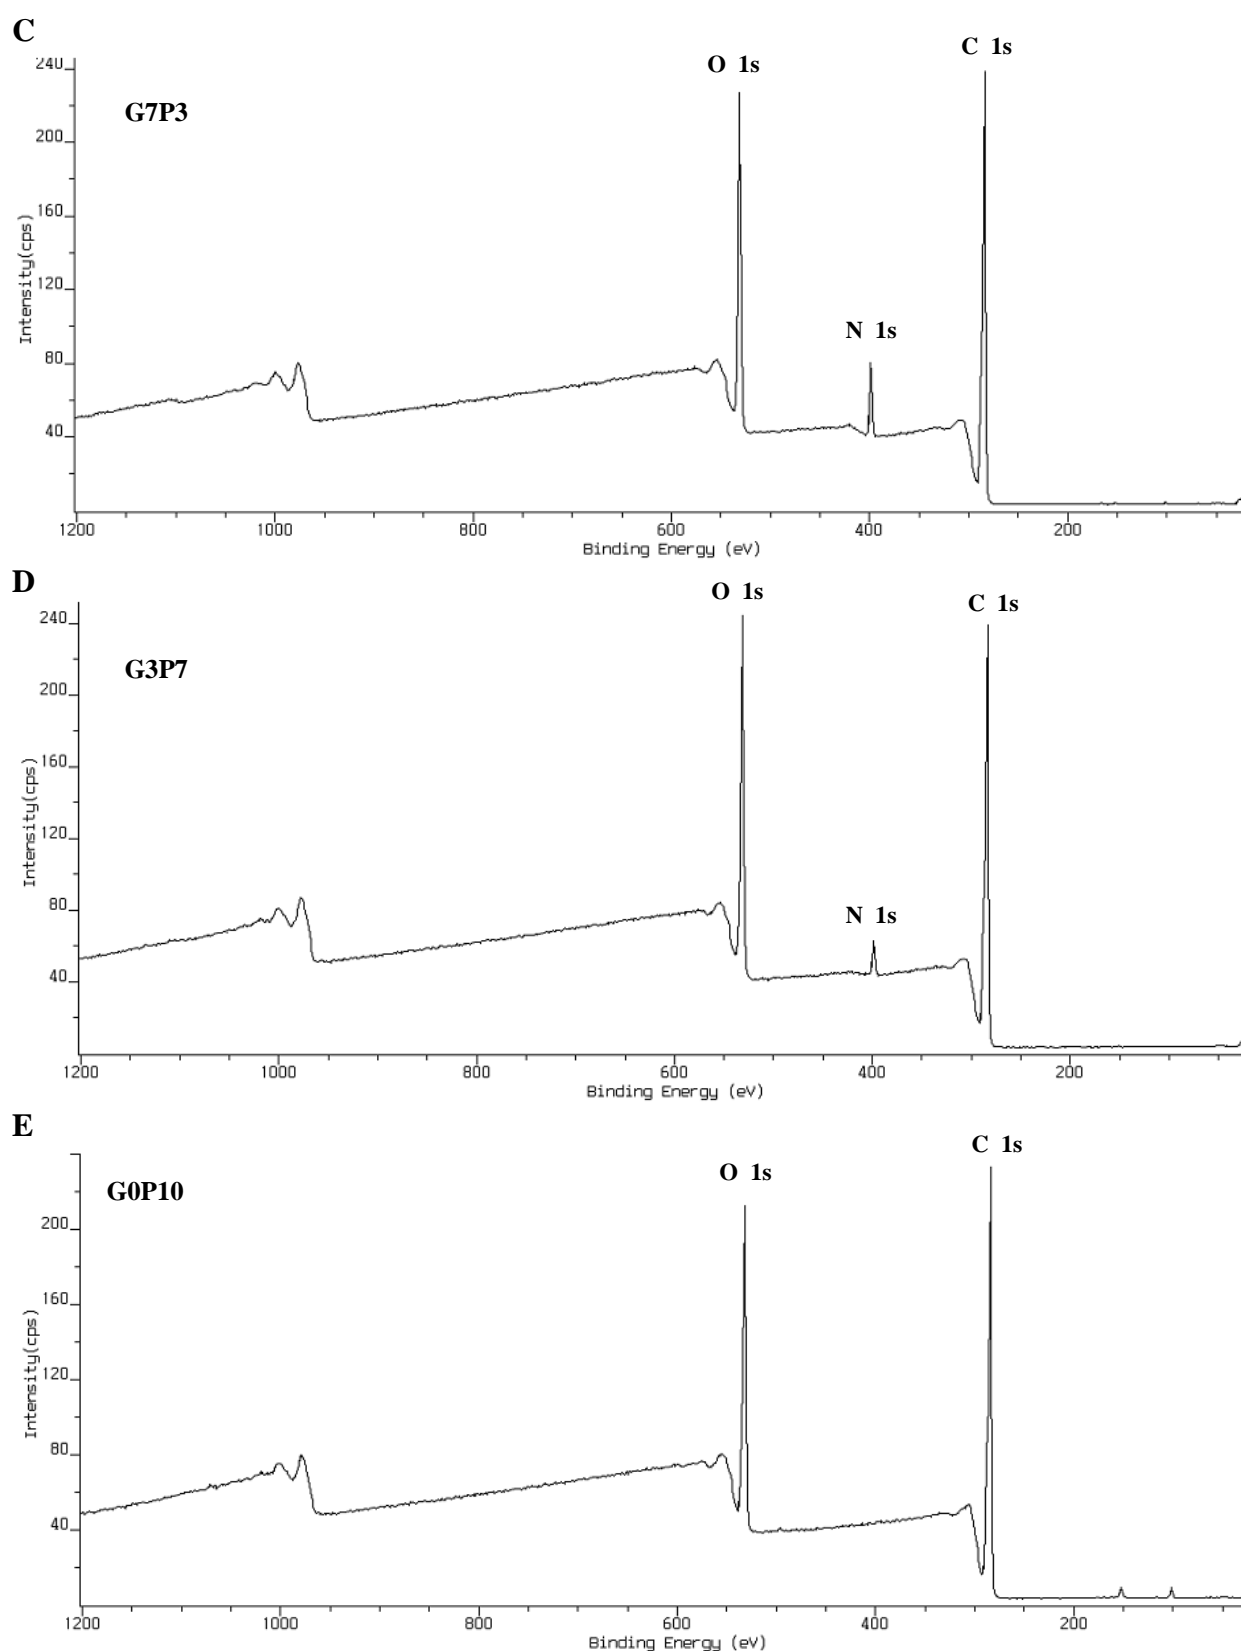 C
C 1s
O 1s
240
G7P3
200
160
Intensity(cps)
120
N 1s
80
40
1200 1000 800 600 400 200
Binding Energy (eV)
D
O 1s
C 1s
240
G3P7
200
160
Intensity(cps)
120
N 1s
80
40
1200 1000 800 600 400 200
Binding Energy (eV)
E
C 1s
O 1s
G0P10
200
160
Intensity(cps)
120
80
40
1200 1000 800 600 400 200
Binding Energy (eV)